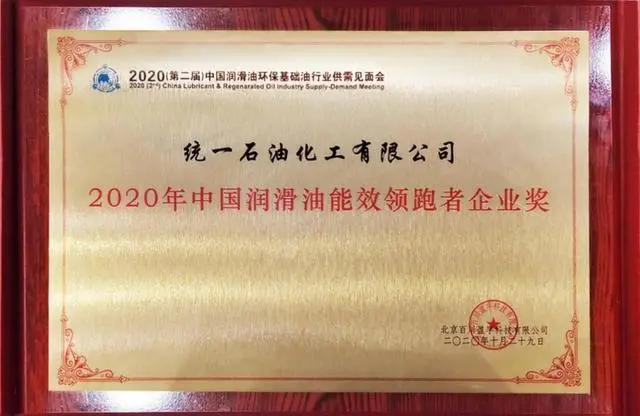 2020(第二届)中国润滑油环保基础油行业供需见面会
2020 (2nd) China Lubricant & Regenarated Oil Industry Supply-Demand Meeting
统一石油化工有限公司
2020年中国润滑油能效领跑者企业奖
北京百川盈孚科技有限公司
二〇二〇年十月二十九日